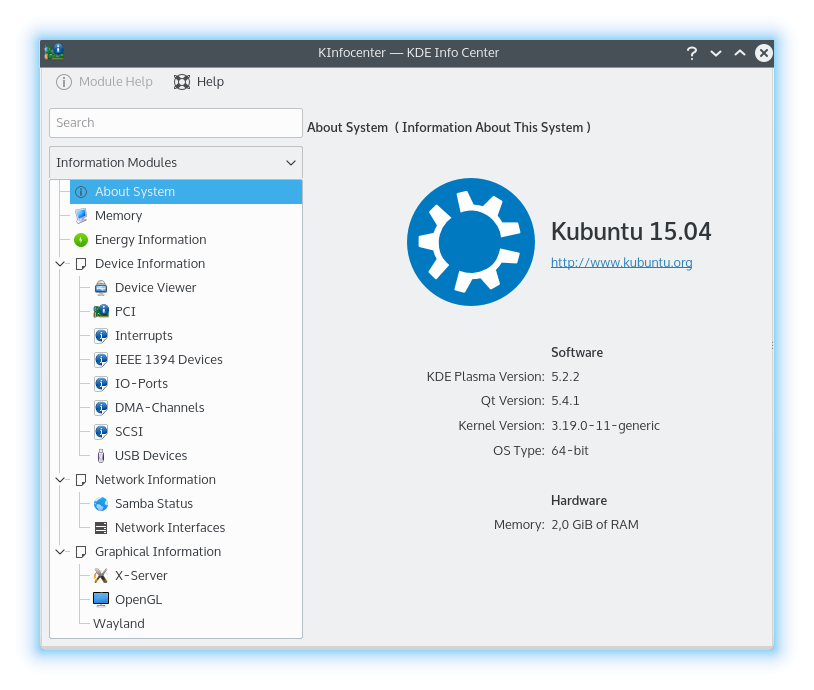 KInfocenter — KDE Info Center
Module Help Help
Search
Information Modules
About System
Memory
Energy Information
Device Information
Device Viewer
PCI
Interrupts
IEEE 1394 Devices
IO-Ports
DMA-Channels
SCSI
USB Devices
Network Information
Samba Status
Network Interfaces
Graphical Information
X-Server
OpenGL
Wayland
About System ( Information About This System )
Kubuntu 15.04
http://www.kubuntu.org
Software
KDE Plasma Version: 5.2.2
Qt Version: 5.4.1
Kernel Version: 3.19.0-11-generic
OS Type: 64-bit
Hardware
Memory: 2,0 GiB of RAM